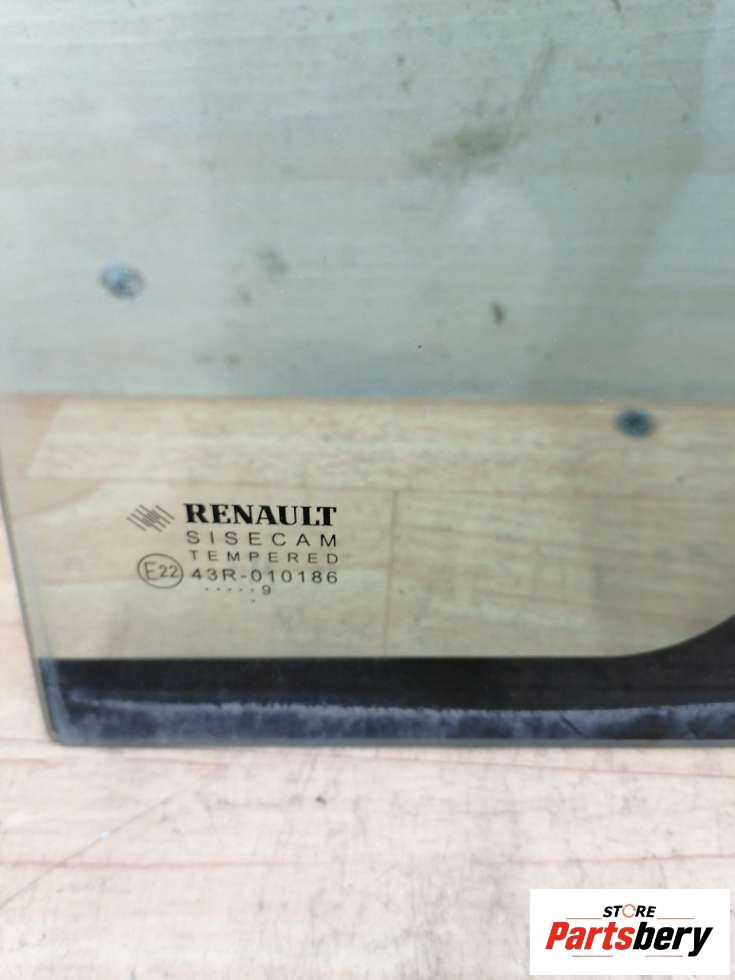 RENAULT
SISECAM
TEMPERED
E22 43R-010186
.....9
.
STORE
Partsbery